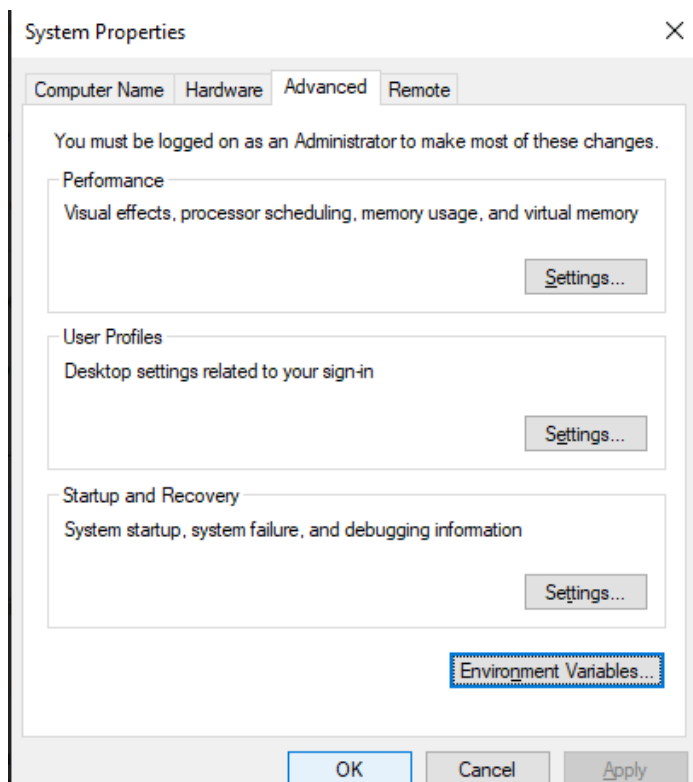 System Properties
Computer Name Hardware Advanced Remote
You must be logged on as an Administrator to make most of these changes.
Performance
Visual effects, processor scheduling, memory usage, and virtual memory
Settings...
User Profiles
Desktop settings related to your sign-in
Settings...
Startup and Recovery
System startup, system failure, and debugging information
Settings...
Environment Variables...
OK Cancel Apply